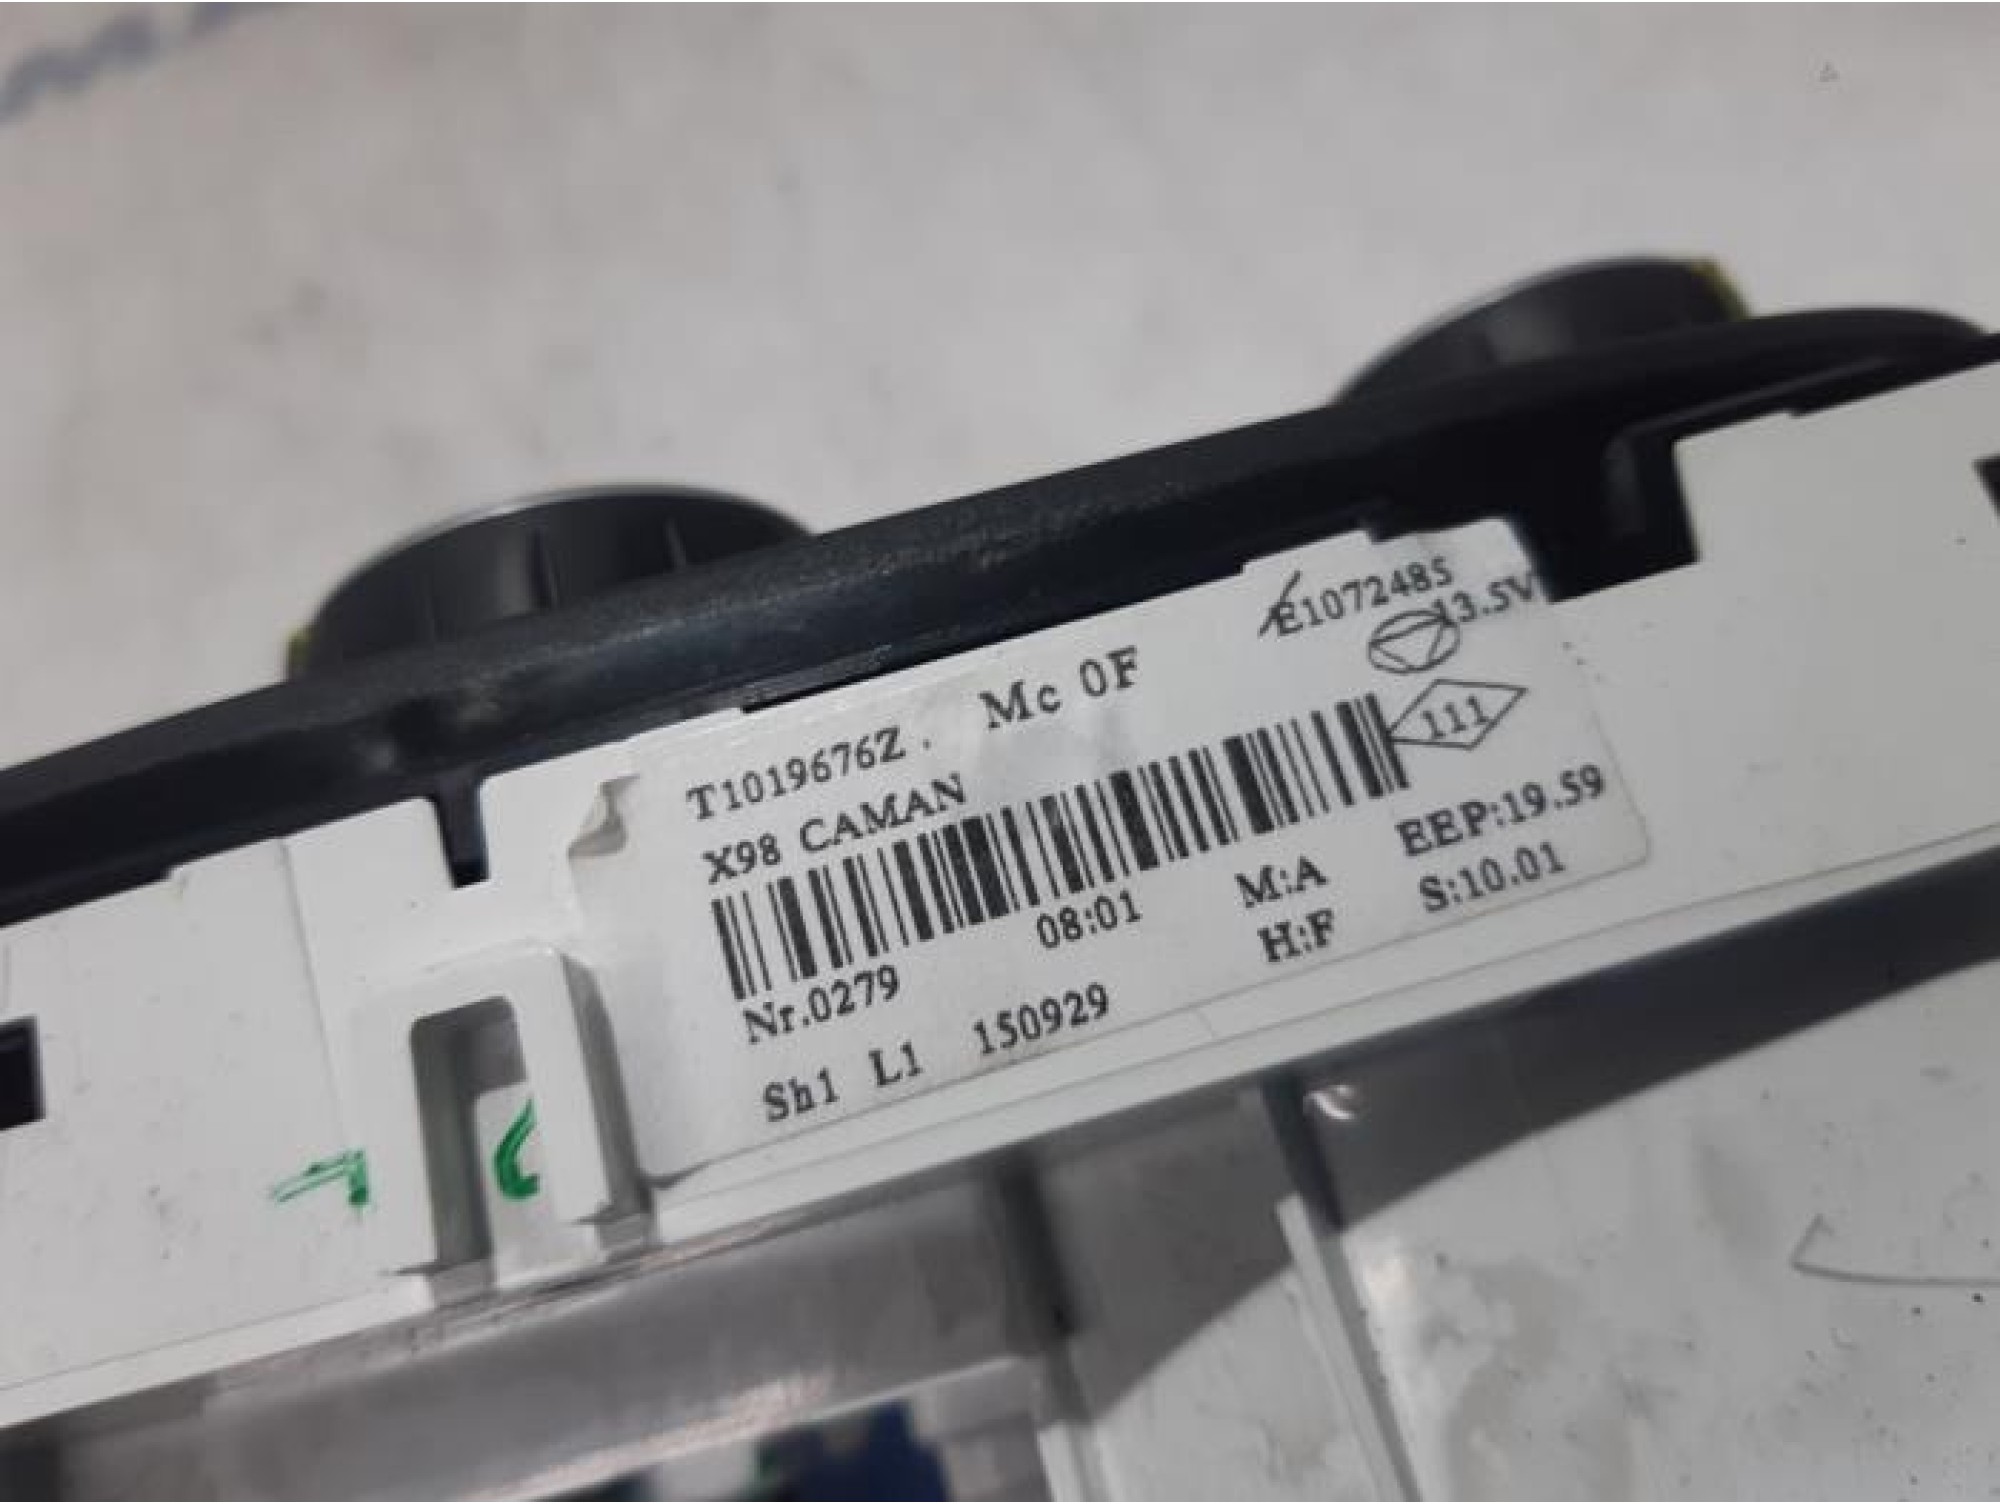 E1072485
13.5V
T1019676Z . Mc 0F
X98 CAMAN
111
EEP:19.59
08:01 M:A S:10.01
Nr.0279 H:F
Sh1 L1 150929